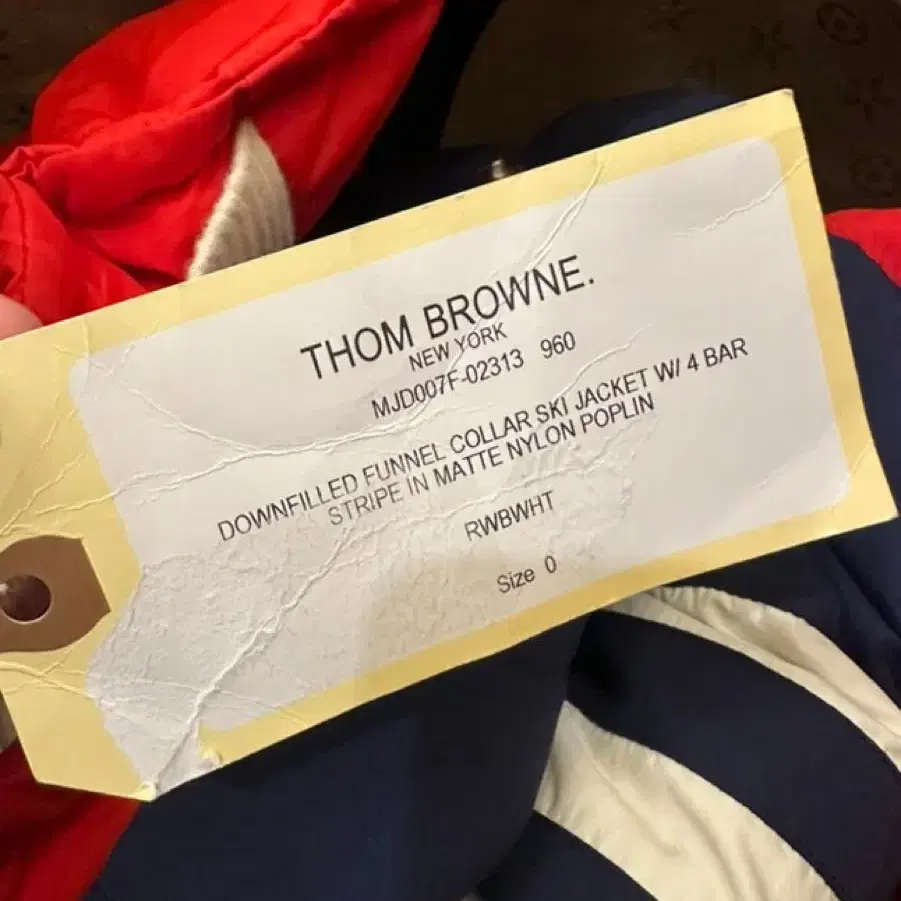 THOM BROWNE.
NEW YORK
MJD007F-02313 960
DOWNFILLED FUNNEL COLLAR SKI JACKET W/ 4 BAR
STRIPE IN MATTE NYLON POPLIN
RWBWHT
Size 0